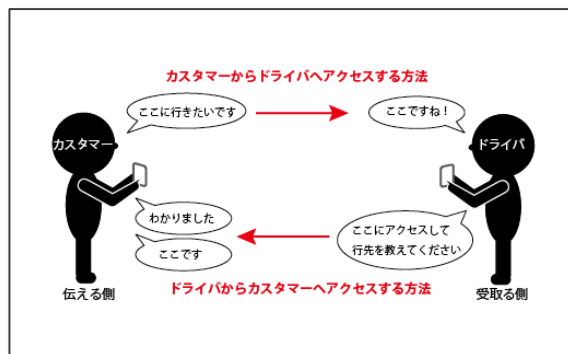 カスタマーからドライバへアクセスする方法
ここに行きたいです
ここですね！
カスタマー
ドライバ
わかりました
ここです
ここにアクセスして
行先を教えてください
伝える側
ドライバからカスタマーへアクセスする方法
受取る側